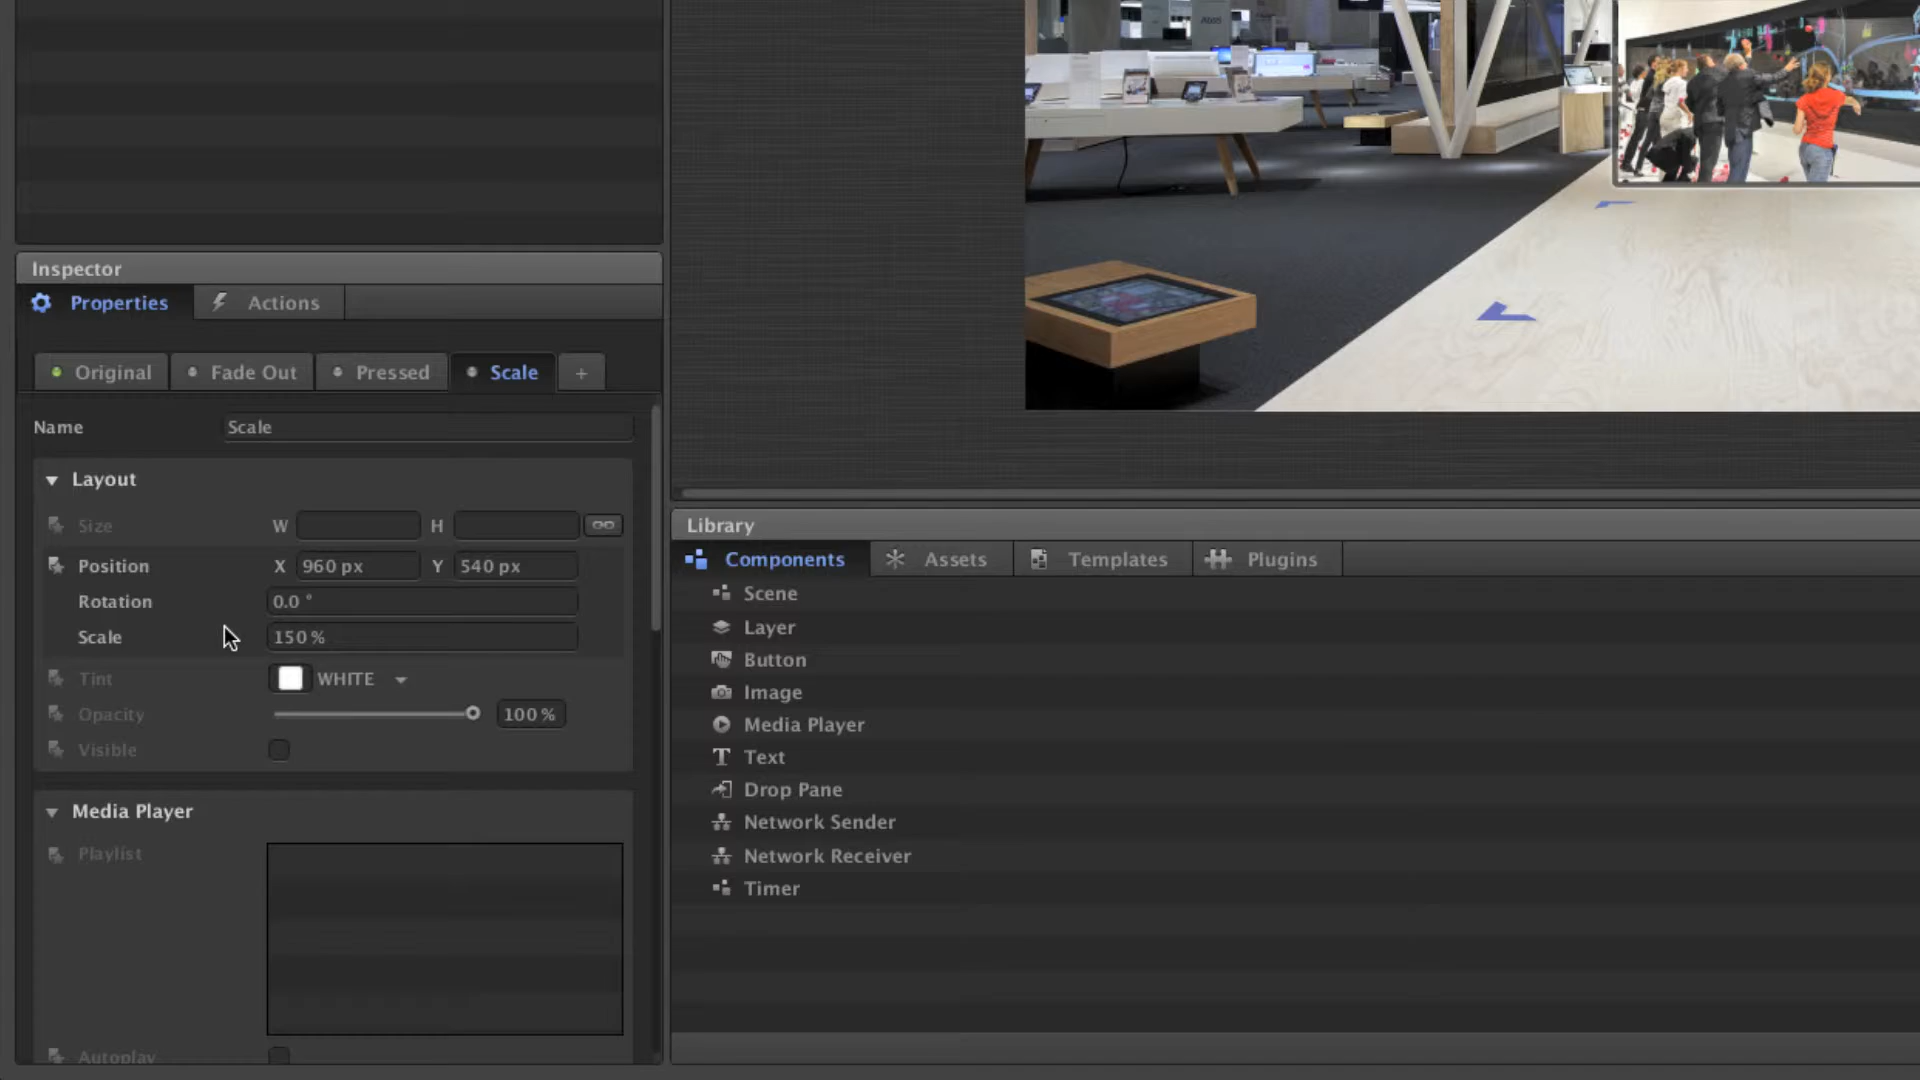 Inspector
Properties
Actions
Original
Fade Out
Pressed
Scale
+
Name
Scale
Layout
Size W H
Position X 960 px Y 540 px
Rotation 0.0 °
Scale 150 %
Tint WHITE
Opacity 100 %
Visible
Media Player
Playlist
Autoplay
Library
Components
Assets
Templates
Plugins
Scene
Layer
Button
Image
Media Player
Text
Drop Pane
Network Sender
Network Receiver
Timer